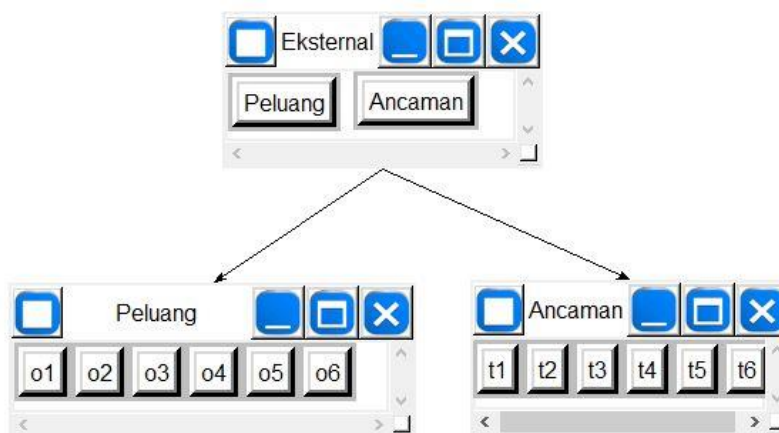 Eksternal
Peluang Ancaman
Peluang
o1 o2 o3 o4 o5 o6
Ancaman
t1 t2 t3 t4 t5 t6